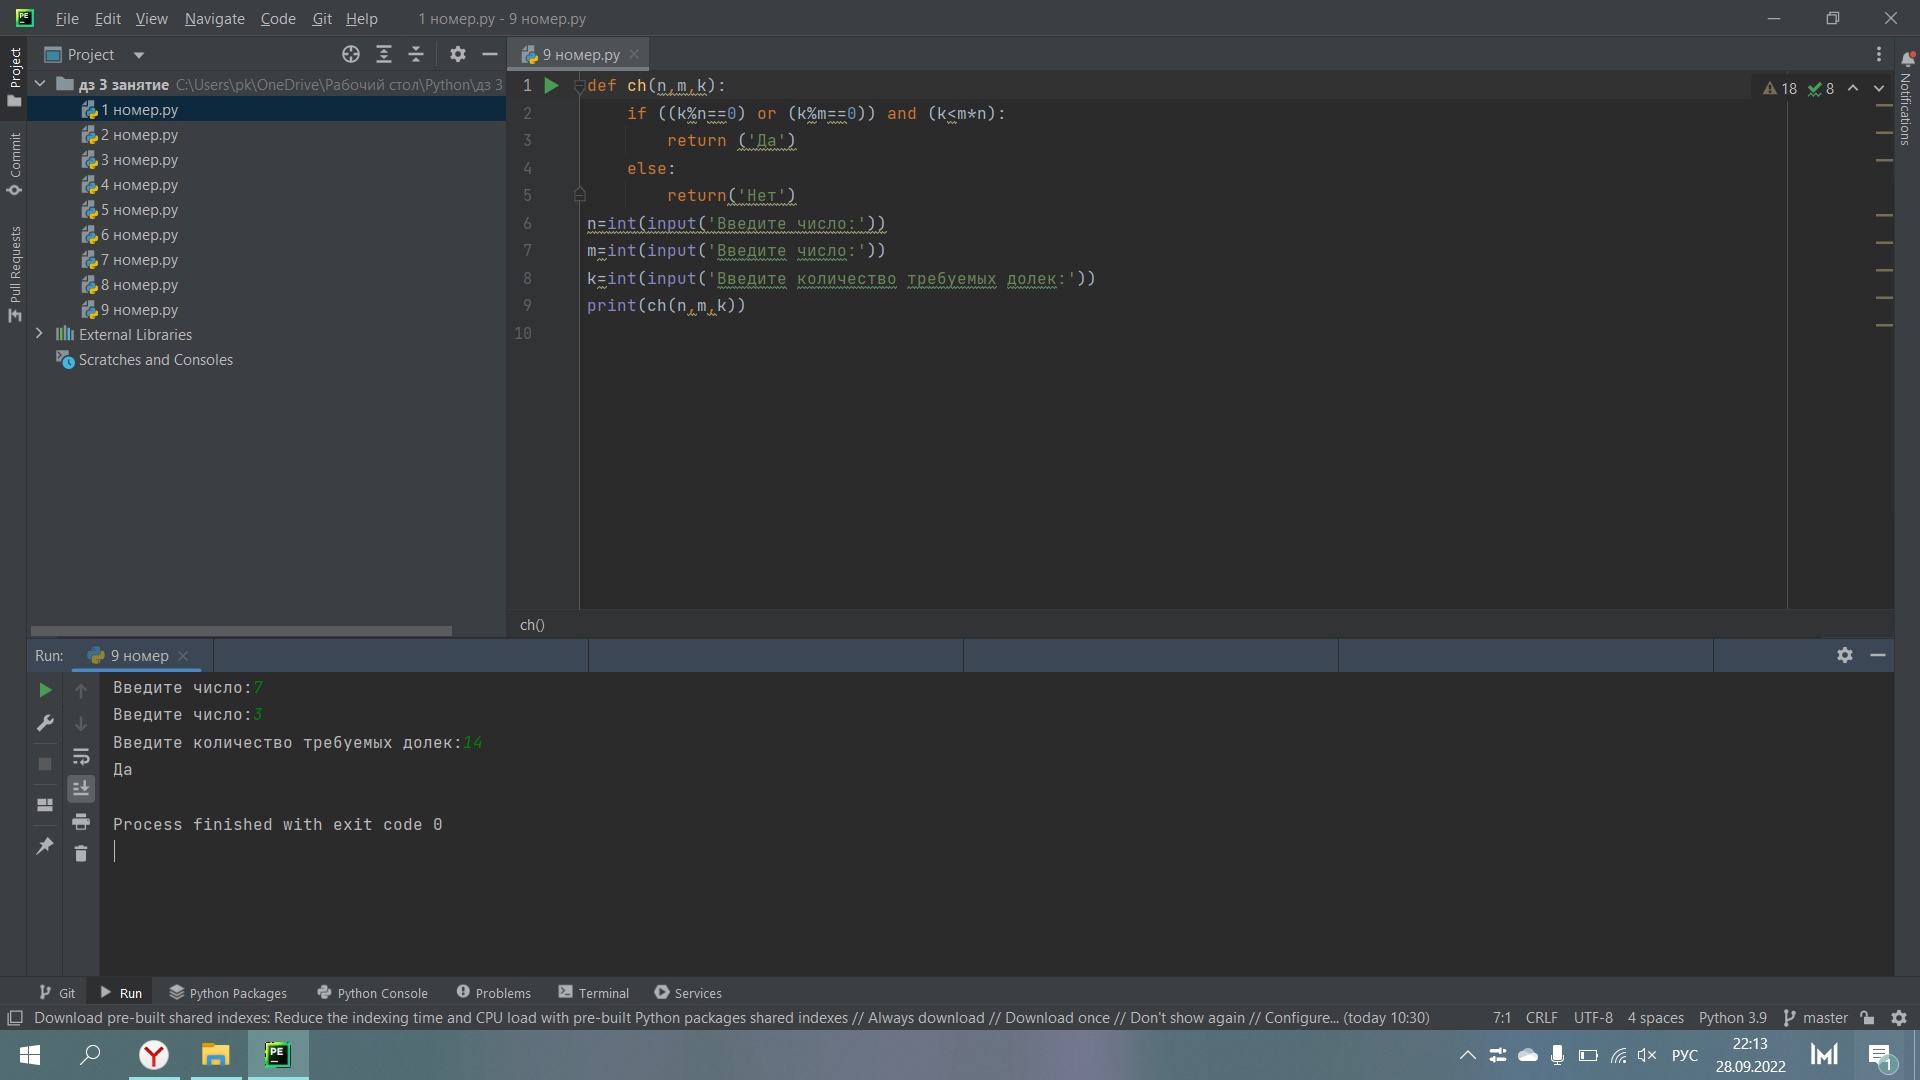 PE File Edit View Navigate Code Git Help 1 номер.py - 9 номер.py
Project
Commit
Pull Requests
Project
дз 3 занятие C:\Users\pk\OneDrive\Рабочий стол\Python\дз 3
1 номер.py
2 номер.py
3 номер.py
4 номер.py
5 номер.py
6 номер.py
7 номер.py
8 номер.py
9 номер.py
External Libraries
Scratches and Consoles
9 номер.py
18 8
Notifications
1 def ch(n,m,k):
2 if ((k%n==0) or (k%m==0)) and (k<m*n):
3 return ('Да')
4 else:
5 return('Нет')
6 n=int(input('Введите число:'))
7 m=int(input('Введите число:'))
8 k=int(input('Введите количество требуемых долек:'))
9 print(ch(n,m,k))
10
ch()
Run: 9 номер
Введите число:7
Введите число:3
Введите количество требуемых долек:14
Да
Process finished with exit code 0
Git Run Python Packages Python Console Problems Terminal Services
Download pre-built shared indexes: Reduce the indexing time and CPU load with pre-built Python packages shared indexes // Always download // Download once // Don't show again // Configure... (today 10:30) 7:1 CRLF UTF-8 4 spaces Python 3.9 master
PE
РУС
22:13
28.09.2022
1